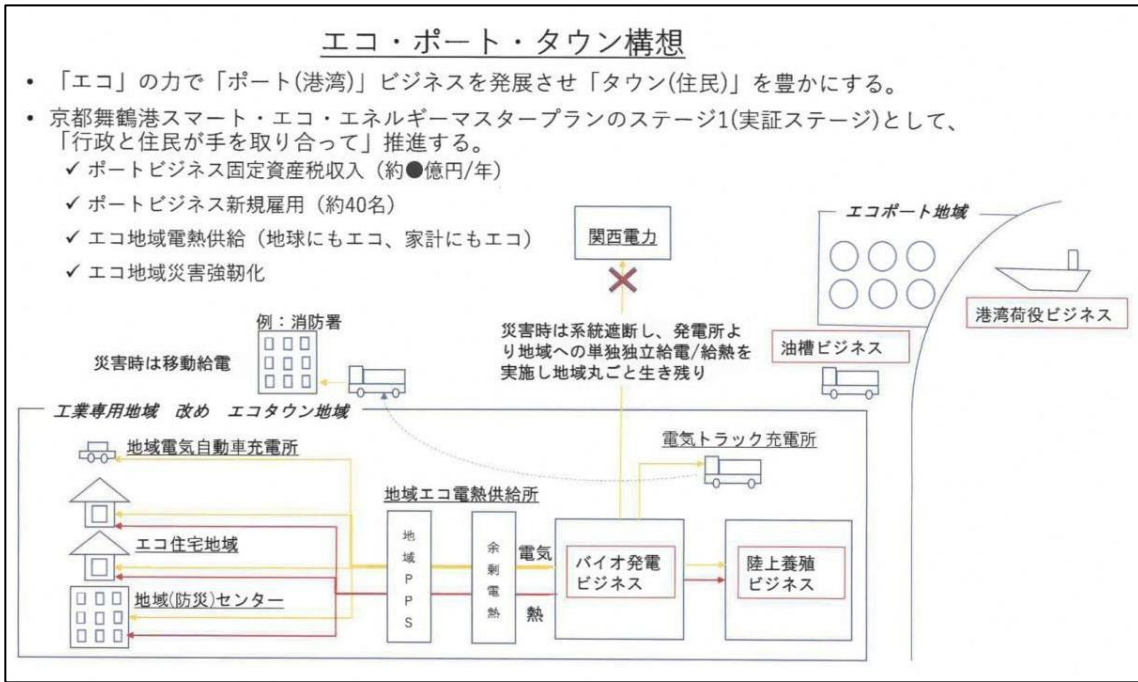 エコ・ポート・タウン構想
• 「エコ」の力で「ポート(港湾)」ビジネスを発展させ「タウン(住民)」を豊かにする。
• 京都舞鶴港スマート・エコ・エネルギーマスタープランのステージ1(実証ステージ)として、
「行政と住民が手を取り合って」推進する。
✓ ポートビジネス固定資産税収入（約●億円/年）
✓ ポートビジネス新規雇用（約40名）
✓ エコ地域電熱供給（地球にもエコ、家計にもエコ）
✓ エコ地域災害強靭化
関西電力
エコポート地域
港湾荷役ビジネス
油槽ビジネス
例：消防署
災害時は移動給電
災害時は系統遮断し、発電所よ
り地域への単独独立給電/給熱を
実施し地域丸ごと生き残り
工業専用地域　改め　エコタウン地域
地域電気自動車充電所
電気トラック充電所
地域エコ電熱供給所
エコ住宅地域
地域(防災)センター
地域PPS
余剰電熱
電気
熱
バイオ発電
ビジネス
陸上養殖
ビジネス